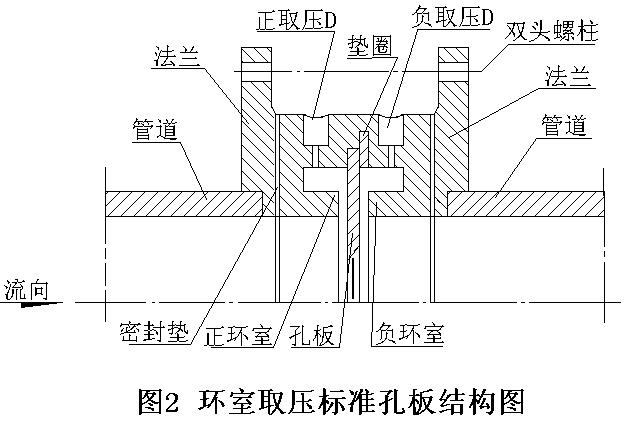 正取压D
负取压D
垫圈
双头螺柱
法兰
法兰
管道
管道
流向
密封垫
正环室
孔板
负环室
图2 环室取压标准孔板结构图